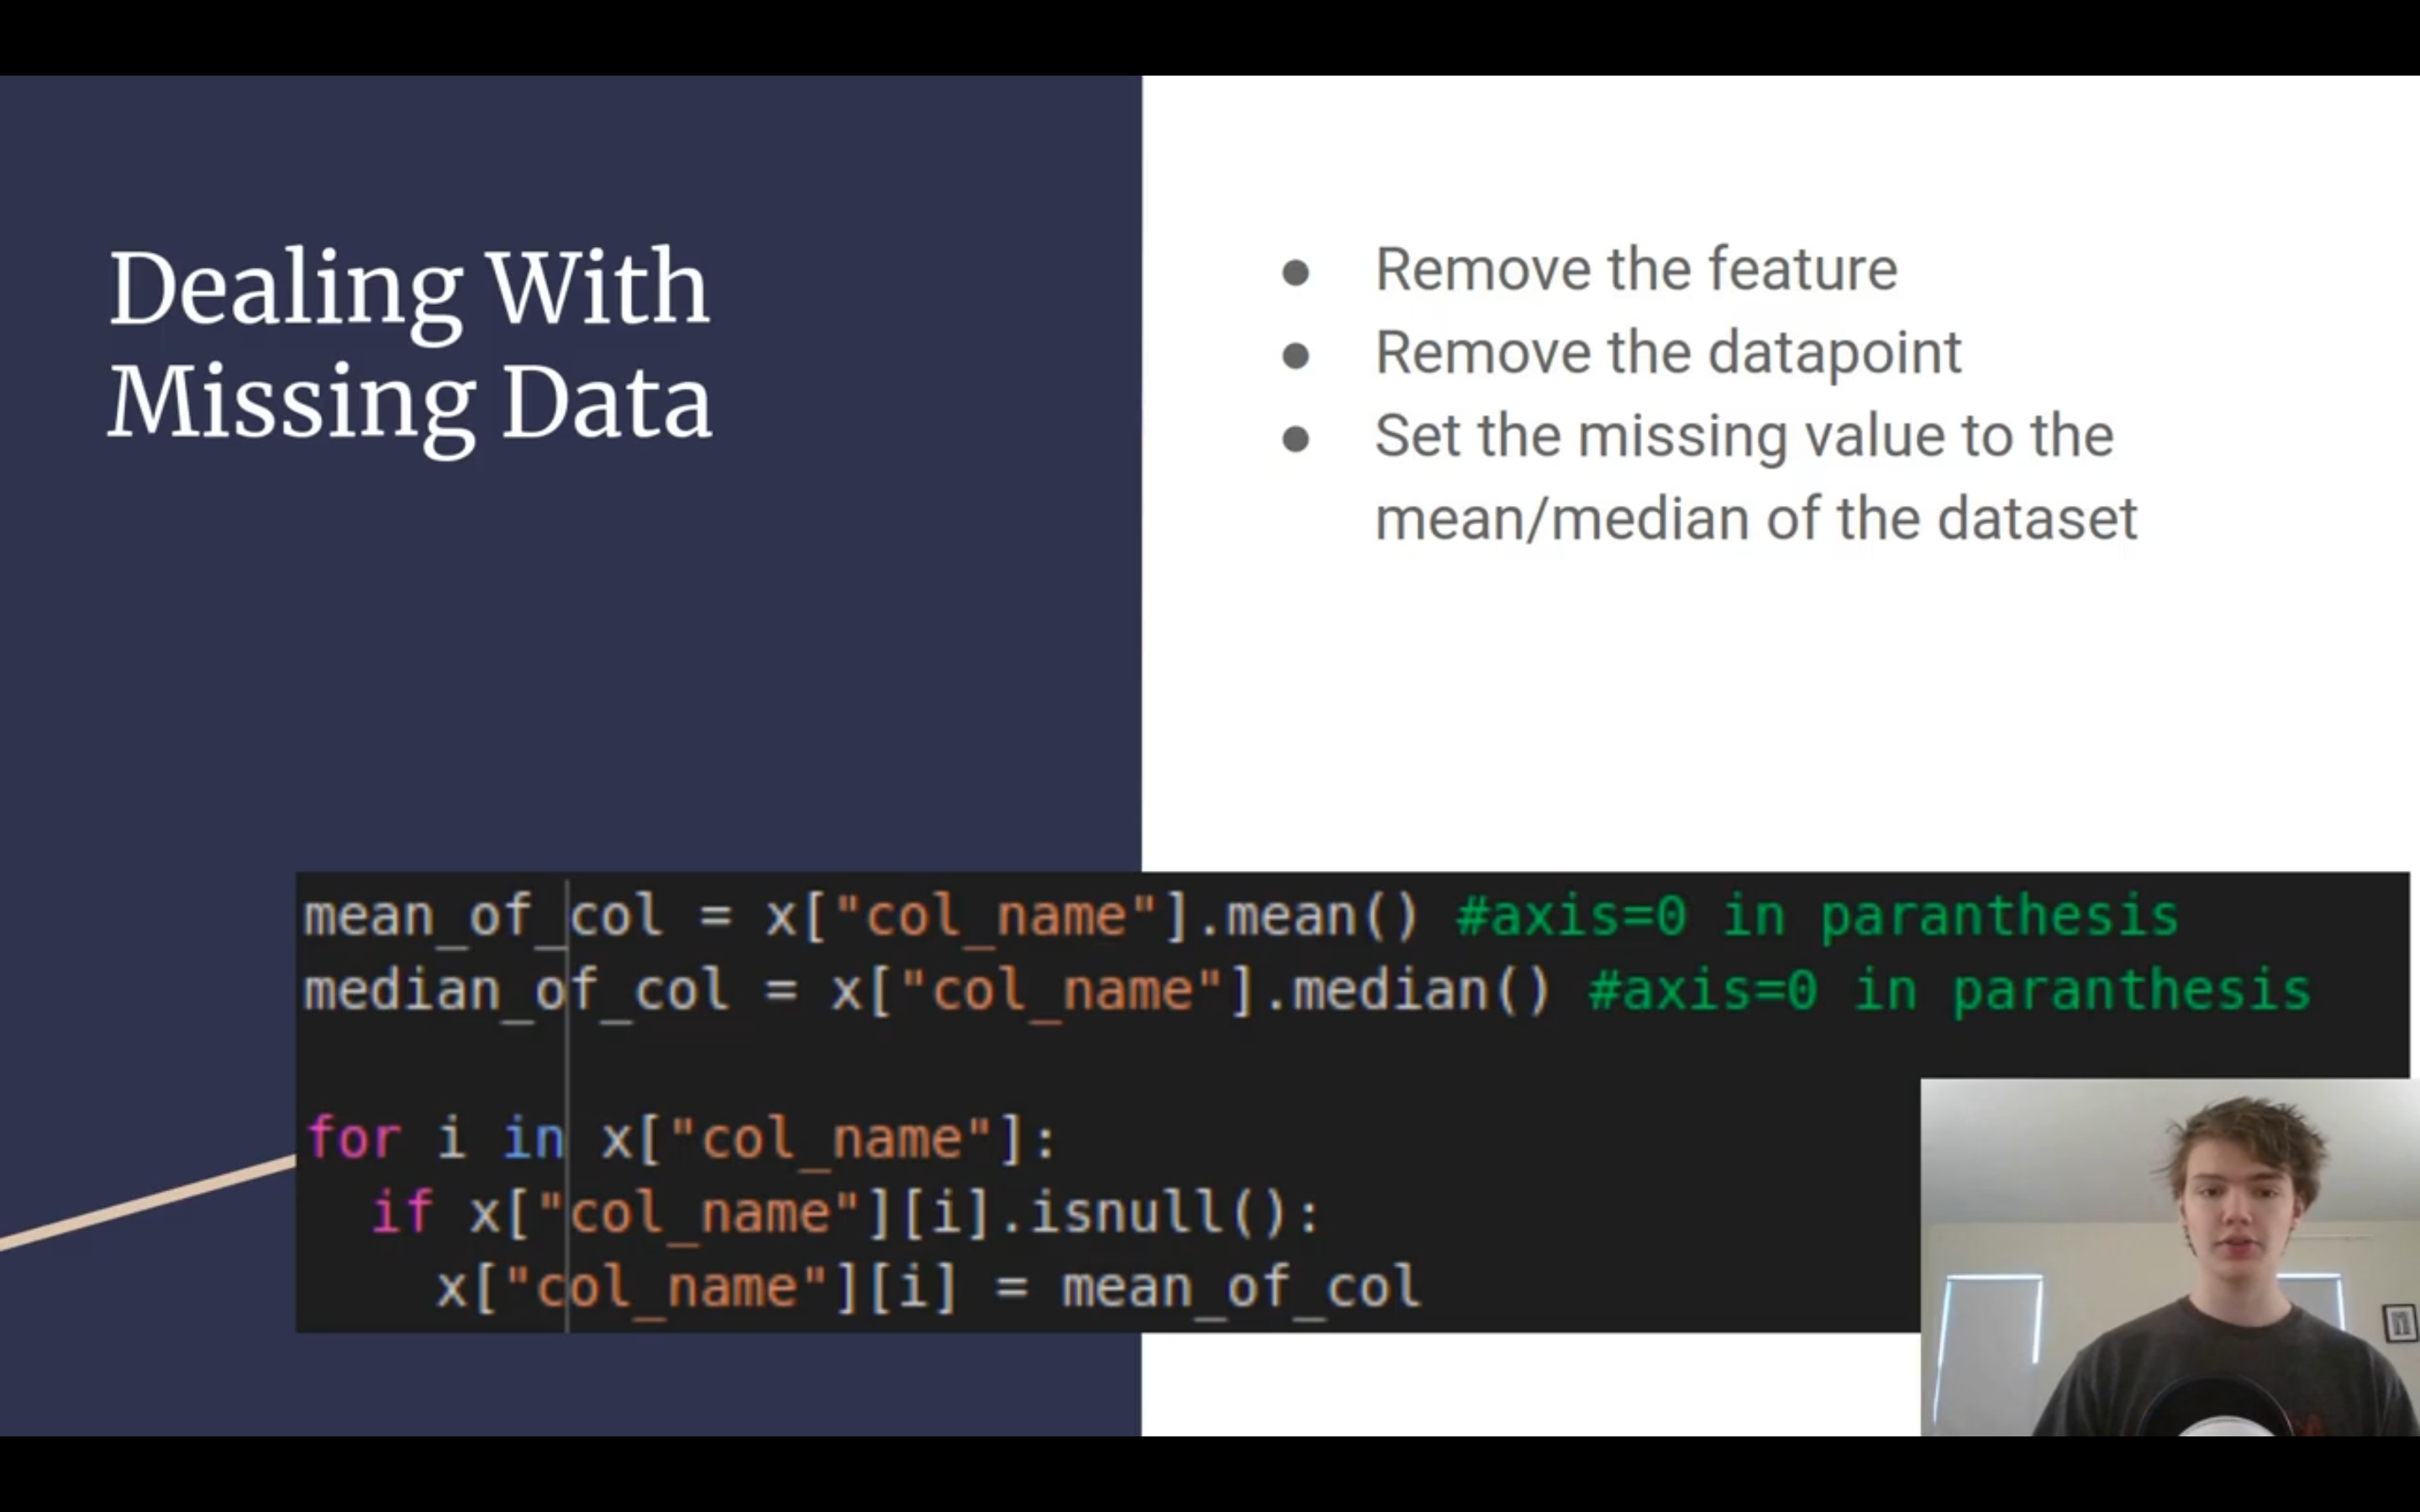 Dealing With
Missing Data
● Remove the feature
● Remove the datapoint
● Set the missing value to the
mean/median of the dataset
mean_of_col = x["col_name"].mean() #axis=0 in paranthesis
median_of_col = x["col_name"].median() #axis=0 in paranthesis
for i in x["col_name"]:
  if x["col_name"][i].isnull():
    x["col_name"][i] = mean_of_col